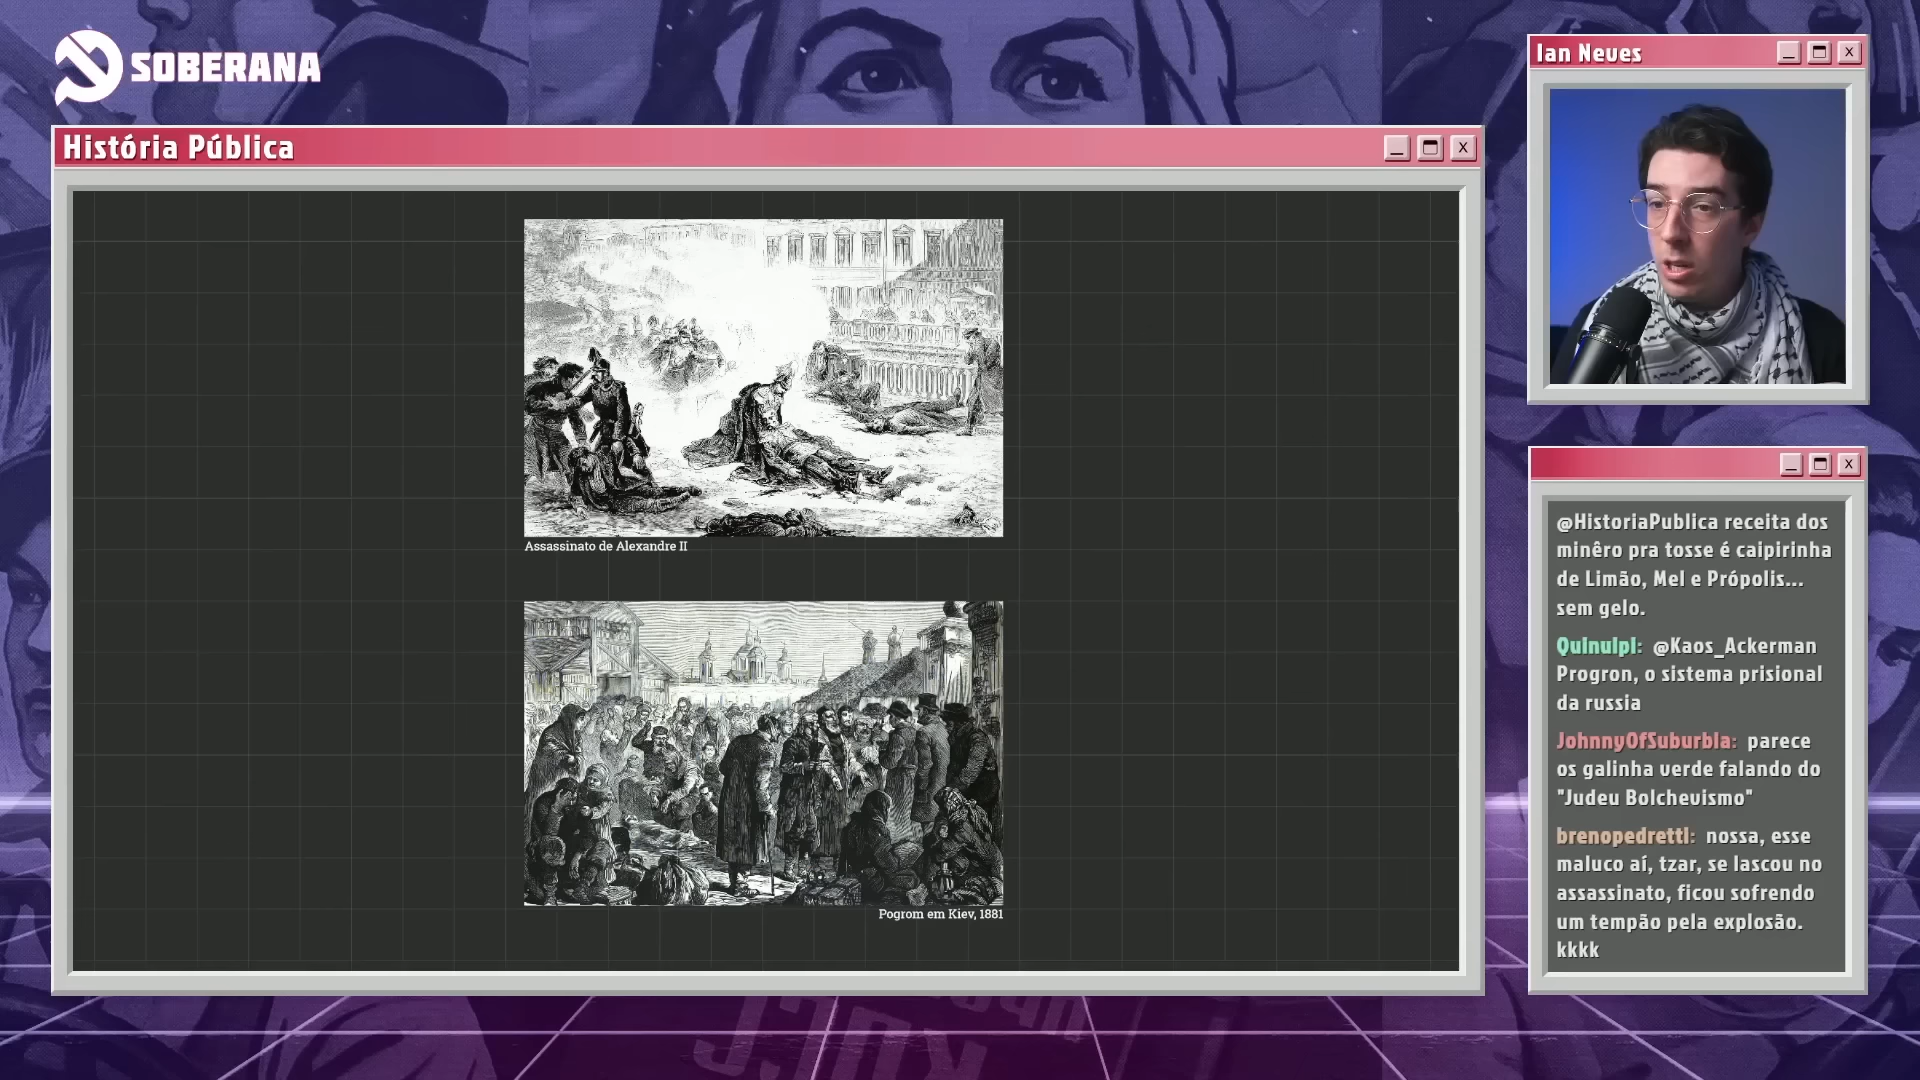 SOBERANA
História Pública
Assassinato de Alexandre II
Pogrom em Kiev, 1881
Ian Neves
@HistoriaPublica receita dos
minêro pra tosse é caipirinha
de Limão, Mel e Própolis...
sem gelo.
Quinuipi: @Kaos_Ackerman
Progron, o sistema prisional
da russia
JohnnyOfSuburbia: parece
os galinha verde falando do
"Judeu Bolchevismo"
brenopedretti: nossa, esse
maluco aí, tzar, se lascou no
assassinato, ficou sofrendo
um tempão pela explosão.
kkkk